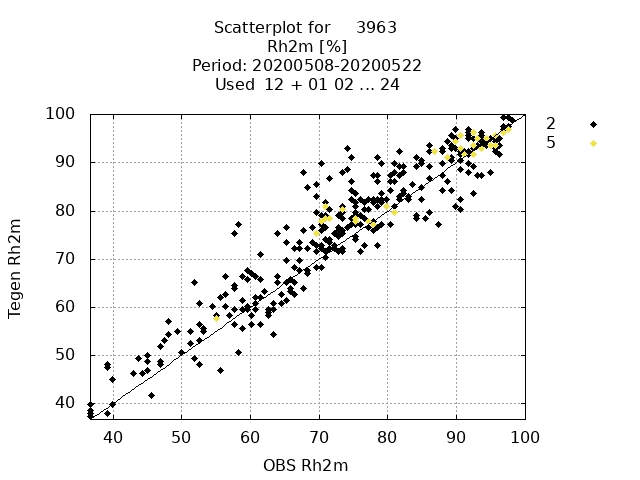 Scatterplot for 3963
Rh2m [%]
Period: 20200508-20200522
Used 12 + 01 02 ... 24
2
5
100
90
80
70
60
50
40
Tegen Rh2m
40 50 60 70 80 90 100
OBS Rh2m